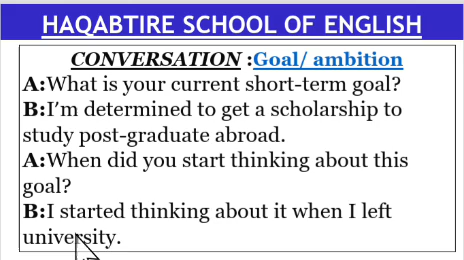 HAQABTIRE SCHOOL OF ENGLISH
CONVERSATION :Goal/ ambition
A:What is your current short-term goal?
B:I'm determined to get a scholarship to
study post-graduate abroad.
A:When did you start thinking about this
goal?
B:I started thinking about it when I left
university.